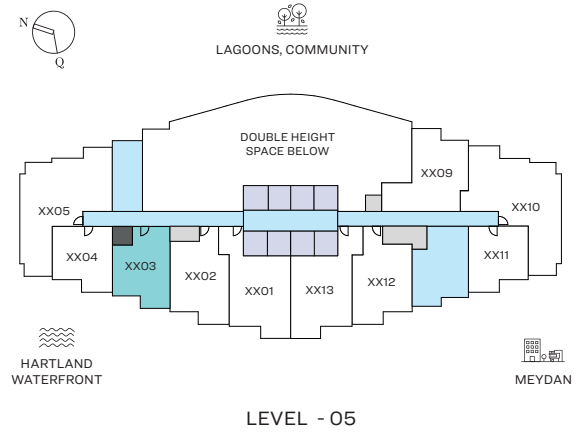 N
Q
LAGOONS, COMMUNITY
DOUBLE HEIGHT
SPACE BELOW
XX09
XX05
XX10
XX04
XX03
XX02
XX01
XX13
XX12
XX11
HARTLAND
WATERFRONT
MEYDAN
LEVEL - 05